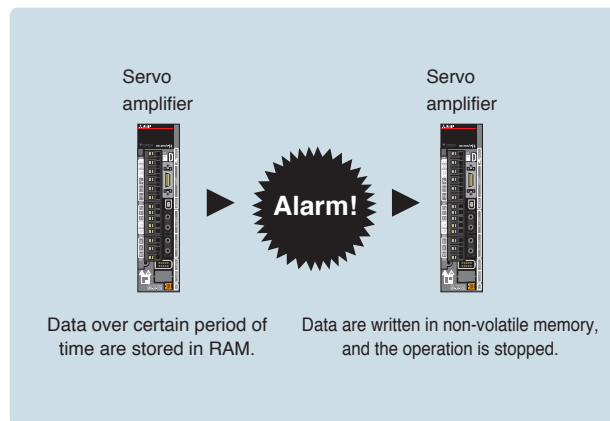 Servo
amplifier
Servo
amplifier
Alarm!
Data over certain period of
time are stored in RAM.
Data are written in non-volatile memory,
and the operation is stopped.